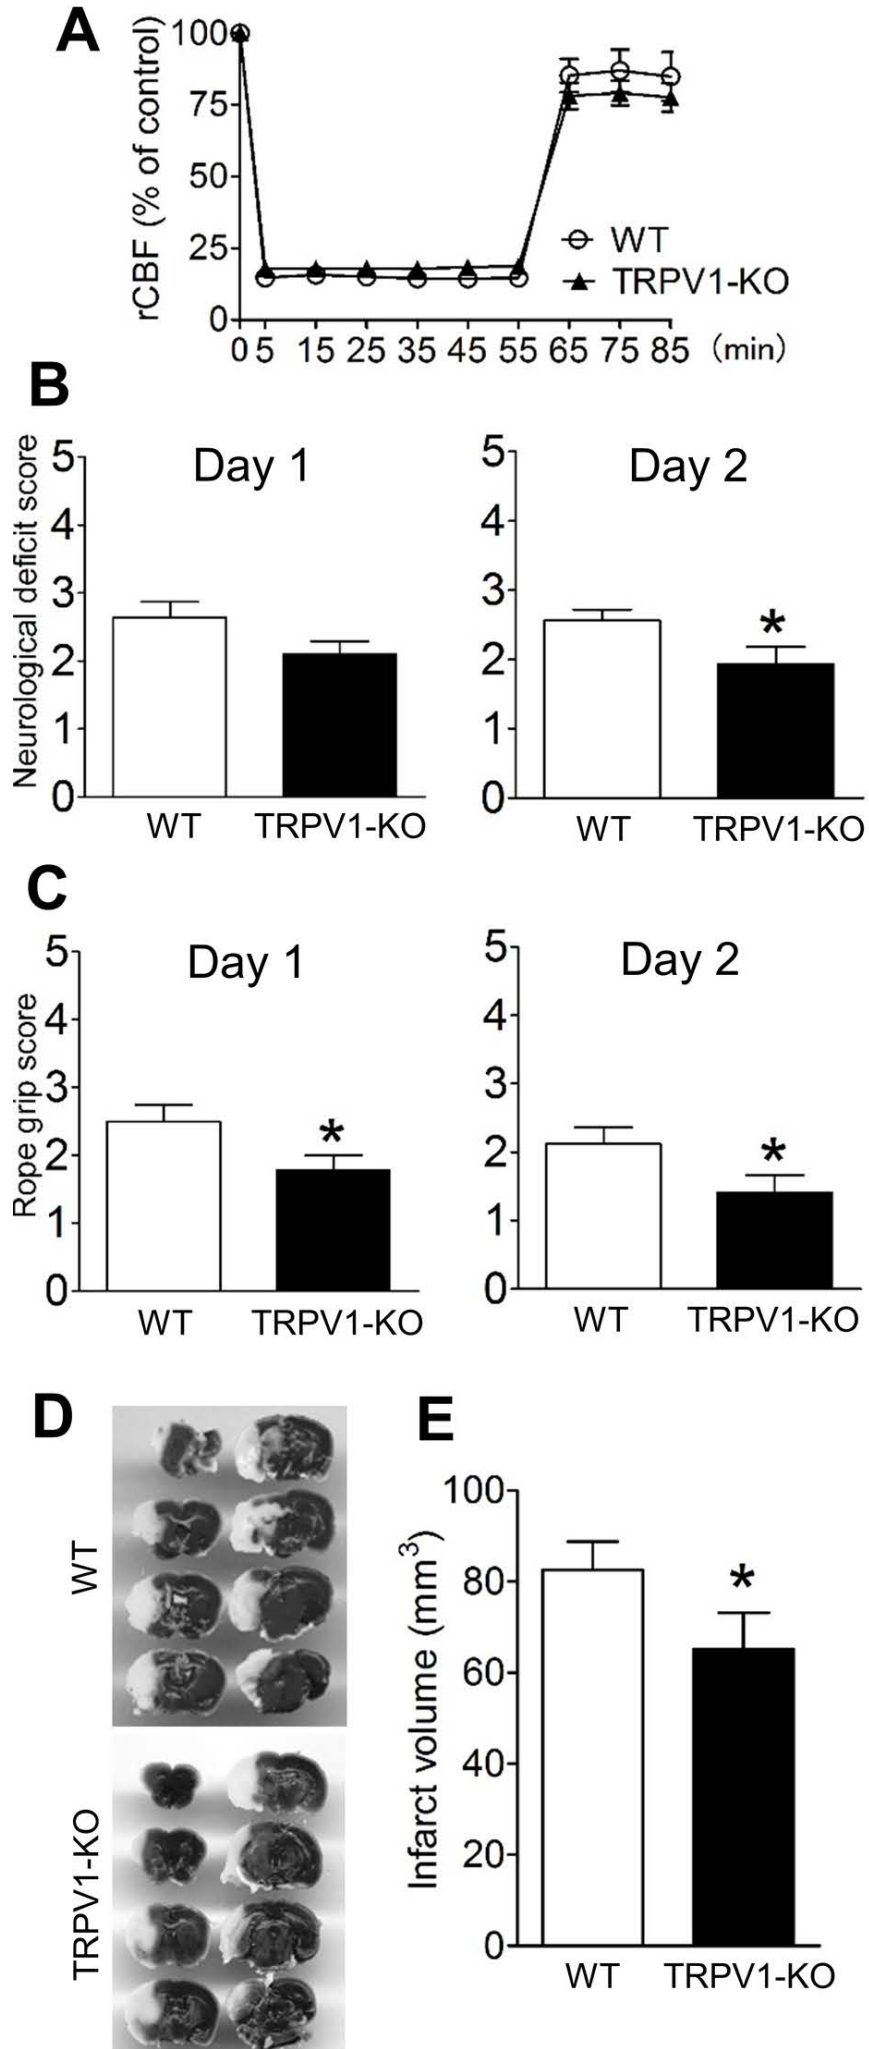 A
rCBF (% of control)
100
75
50
25
0
WT
TRPV1-KO
0 5 15 25 35 45 55 65 75 85 (min)
B
Neurological deficit score
Day 1
5
4
3
2
1
0
WT TRPV1-KO
Day 2
5
4
3
2
1
0
*
WT TRPV1-KO
C
Rope grip score
Day 1
5
4
3
2
1
0
*
WT TRPV1-KO
Day 2
5
4
3
2
1
0
*
WT TRPV1-KO
D
WT
TRPV1-KO
E
Infarct volume (mm³)
100
80
60
40
20
0
*
WT TRPV1-KO